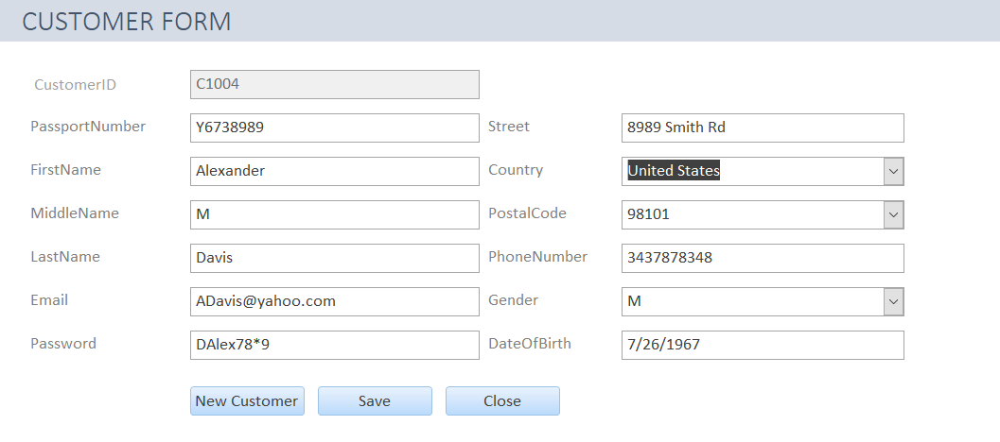 CUSTOMER FORM
CustomerID C1004
PassportNumber Y6738989 Street 8989 Smith Rd
FirstName Alexander Country United States
MiddleName M PostalCode 98101
LastName Davis PhoneNumber 3437878348
Email ADavis@yahoo.com Gender M
Password DAlex78*9 DateOfBirth 7/26/1967
New Customer Save Close